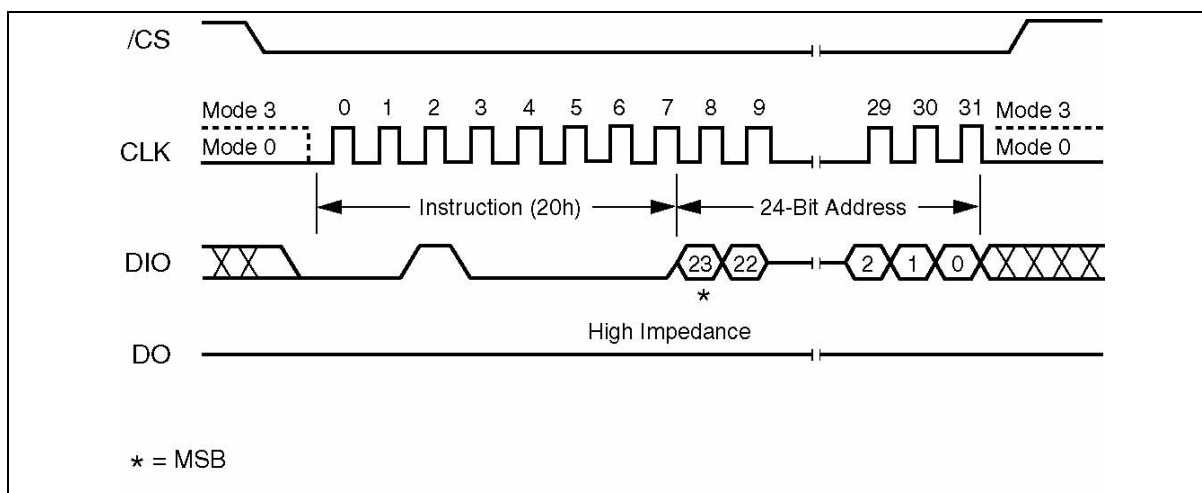 /CS
Mode 3 0 1 2 3 4 5 6 7 8 9 29 30 31 Mode 3
CLK Mode 0 Mode 0
Instruction (20h) 24-Bit Address
DIO 23 22 2 1 0
*
High Impedance
DO
* = MSB